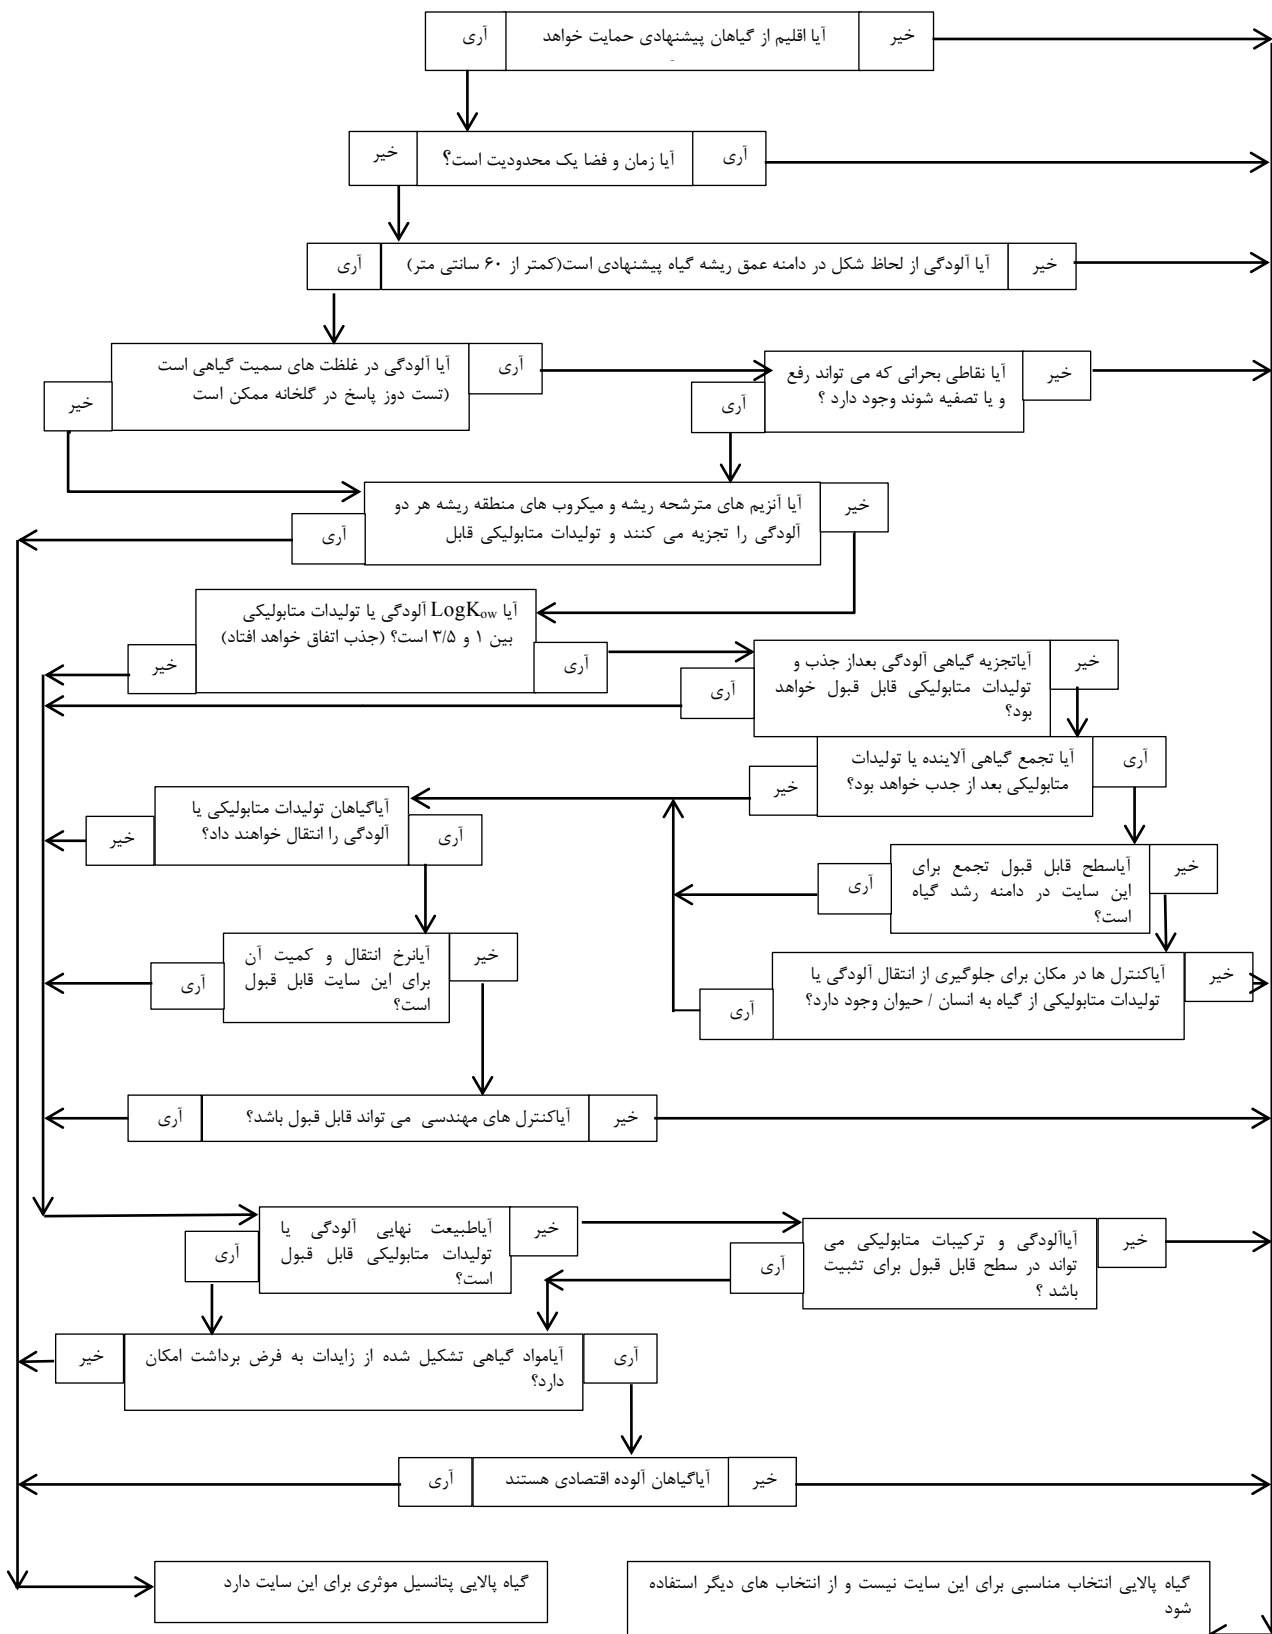 خیر
آیا اقلیم از گیاهان پیشنهادی حمایت خواهد
آری
آری
آیا زمان و فضا یک محدودیت است؟
خیر
خیر
آیا آلودگی از لحاظ شکل در دامنه عمق ریشه گیاه پیشنهادی است(کمتر از ۶۰ سانتی متر)
آری
خیر
آیا نقاطی بحرانی که می تواند رفع
و یا تصفیه شوند وجود دارد ؟
آری
آری
آیا آلودگی در غلظت های سمیت گیاهی است
(تست دوز پاسخ در گلخانه ممکن است
خیر
خیر
آیا آنزیم های مترشحه ریشه و میکروب های منطقه ریشه هر دو
آلودگی را تجزیه می کنند و تولیدات متابولیکی قابل
آری
آیا LogKow آلودگی یا تولیدات متابولیکی
بین ۱ و ۳/۵ است؟ (جذب اتفاق خواهد افتاد)
آری
خیر
خیر
آیاتجزیه گیاهی آلودگی بعداز جذب و
تولیدات متابولیکی قابل قبول خواهد
بود؟
آری
آری
آیا تجمع گیاهی آلاینده یا تولیدات
متابولیکی بعد از جدب خواهد بود؟
خیر
آیاگیاهان تولیدات متابولیکی یا
آلودگی را انتقال خواهند داد؟
آری
خیر
خیر
آیاسطح قابل قبول تجمع برای
این سایت در دامنه رشد گیاه
است؟
آری
خیر
آیانرخ انتقال و کمیت آن
برای این سایت قابل قبول
است؟
آری
خیر
آیاکنترل ها در مکان برای جلوگیری از انتقال آلودگی یا
تولیدات متابولیکی از گیاه به انسان / حیوان وجود دارد؟
آری
خیر
آیاکنترل های مهندسی می تواند قابل قبول باشد؟
آری
خیر
آیاطبیعت نهایی آلودگی یا
تولیدات متابولیکی قابل قبول
است؟
آری
خیر
آیاآلودگی و ترکیبات متابولیکی می
تواند در سطح قابل قبول برای تثبیت
باشد ؟
آری
آری
آیامواد گیاهی تشکیل شده از زایدات به فرض برداشت امکان
دارد؟
خیر
خیر
آیاگیاهان آلوده اقتصادی هستند
آری
گیاه پالایی انتخاب مناسبی برای این سایت نیست و از انتخاب های دیگر استفاده
شود
گیاه پالایی پتانسیل موثری برای این سایت دارد